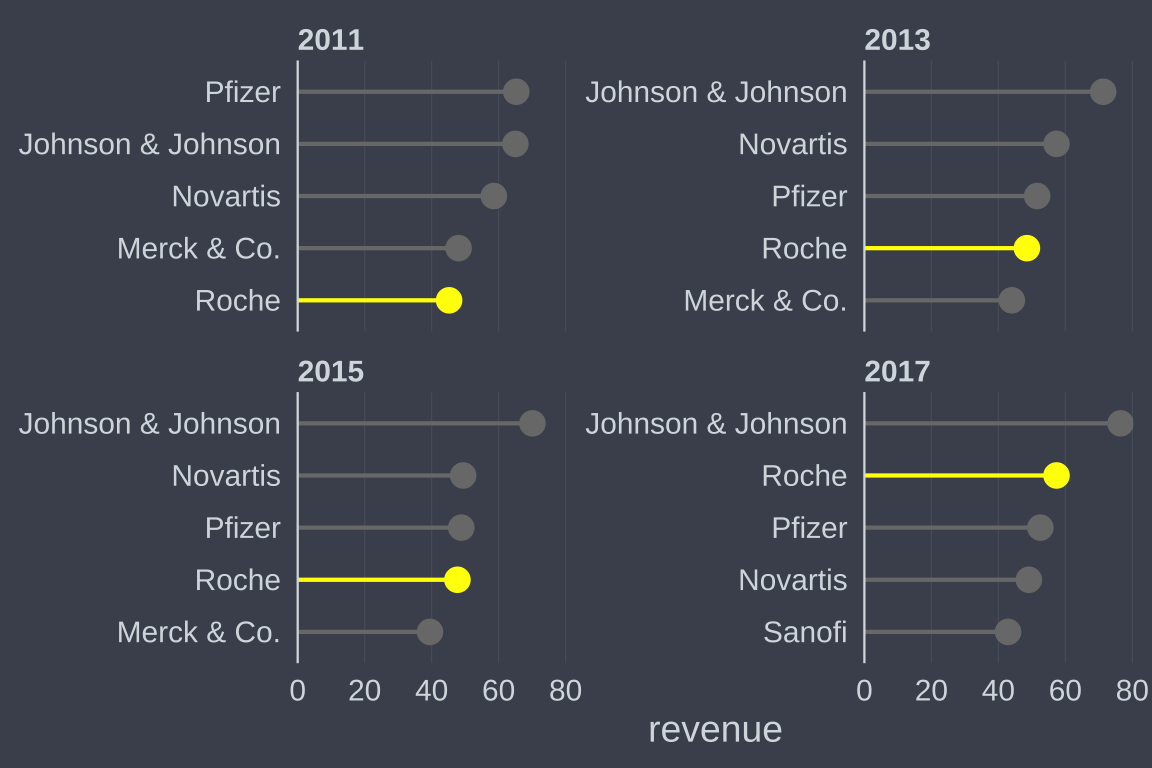 2011
Pfizer
Johnson & Johnson
Novartis
Merck & Co.
Roche
2013
Johnson & Johnson
Novartis
Pfizer
Roche
Merck & Co.
2015
Johnson & Johnson
Novartis
Pfizer
Roche
Merck & Co.
0 20 40 60 80
2017
Johnson & Johnson
Roche
Pfizer
Novartis
Sanofi
0 20 40 60 80
revenue